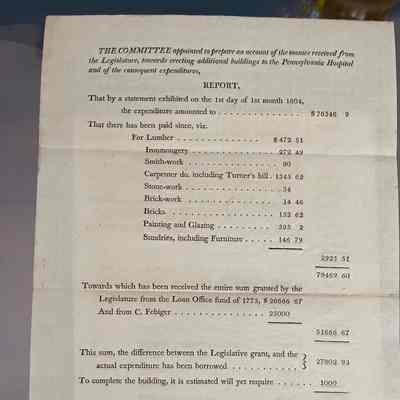 THE COMMITTEE appointed to prepare an account of the monies received from
the Legislature, towards erecting additional buildings to the Pennsylvania Hospital
and of the consequent expenditures,
REPORT,
That by a statement exhibited on the 1st day of 1st month 1804,
the expenditure amounted to . . . . . . . . . . . . . $ 76546 9
That there has been paid since, viz.
For Lumber . . . . . . . . . . . . . . $ 472 51
Ironmongery . . . . . . . . . . . . 272 49
Smith-work . . . . . . . . . . . . . . . 90
Carpenter do. including Turner's bill . 1345 62
Stone-work . . . . . . . . . . . . . . . 34
Brick-work . . . . . . . . . . . . . . 14 46
Bricks . . . . . . . . . . . . . . . . . 152 62
Painting and Glazing . . . . . . . . . 395 2
Sundries, including Furniture . . . . . 146 79
2923 51
79469 60
Towards which has been received the entire sum granted by the
Legislature from the Loan Office fund of 1773, $ 26666 67
And from C. Febiger . . . . . . . . . . . . . . . 25000
51666 67
This sum, the difference between the Legislative grant, and the }
actual expenditure has been borrowed . . . . . . . . . . . } 27802 93
To complete the building, it is estimated will yet require . . . . . . 1000